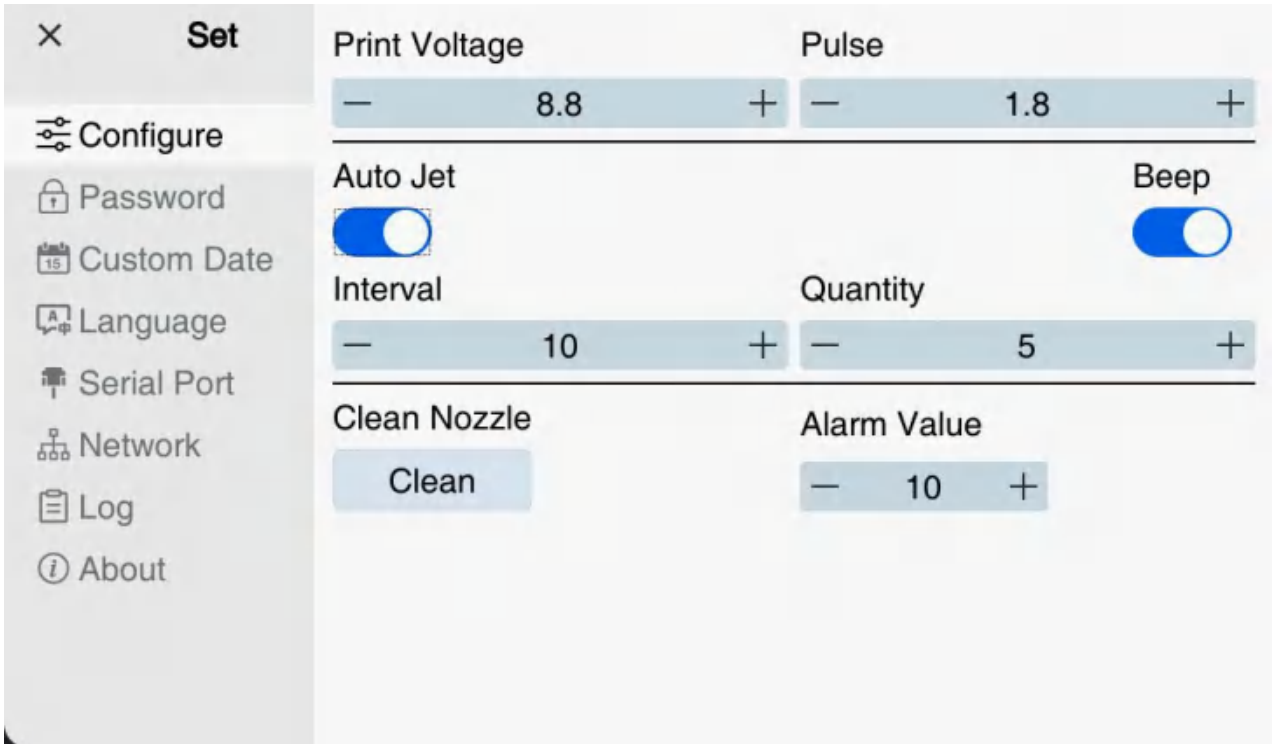 Set
Configure
Password
15
Custom Date
Language
Serial Port
Network
Log
About
Print Voltage
Pulse
− 8.8 +
− 1.8 +
Auto Jet
Beep
Interval
Quantity
− 10 +
− 5 +
Clean Nozzle
Alarm Value
Clean
− 10 +